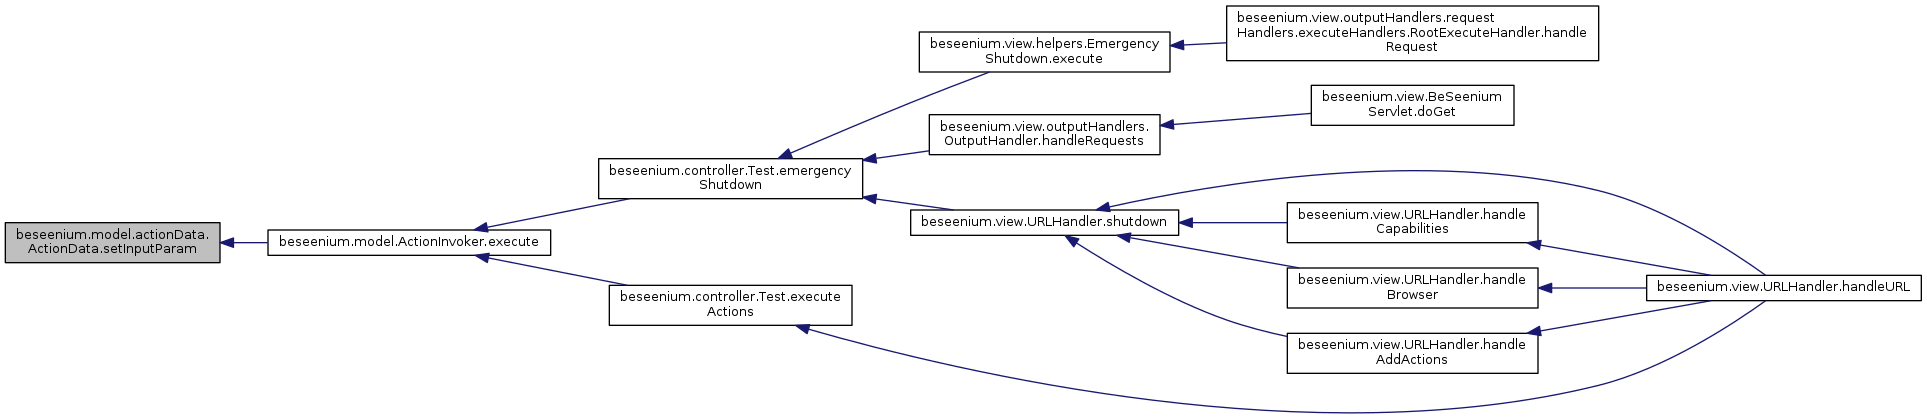 beseenium.model.actionData.
ActionData.setInputParam
beseenium.model.ActionInvoker.execute
beseenium.controller.Test.emergency
Shutdown
beseenium.controller.Test.execute
Actions
beseenium.view.helpers.Emergency
Shutdown.execute
beseenium.view.outputHandlers.
OutputHandler.handleRequests
beseenium.view.URLHandler.shutdown
beseenium.view.outputHandlers.request
Handlers.executeHandlers.RootExecuteHandler.handle
Request
beseenium.view.BeSeenium
Servlet.doGet
beseenium.view.URLHandler.handle
Capabilities
beseenium.view.URLHandler.handle
Browser
beseenium.view.URLHandler.handle
AddActions
beseenium.view.URLHandler.handleURL